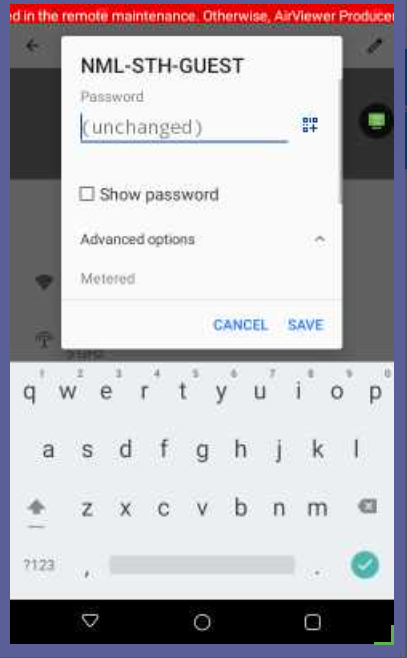 ed in the remote maintenance. Otherwise, AirViewer Producer
NML-STH-GUEST
Password
(unchanged)
Show password
Advanced options
Metered
CANCEL SAVE
1 2 3 4 5 6 7 8 9 0
q w e r t y u i o p
a s d f g h j k l
z x c v b n m
?123 , .